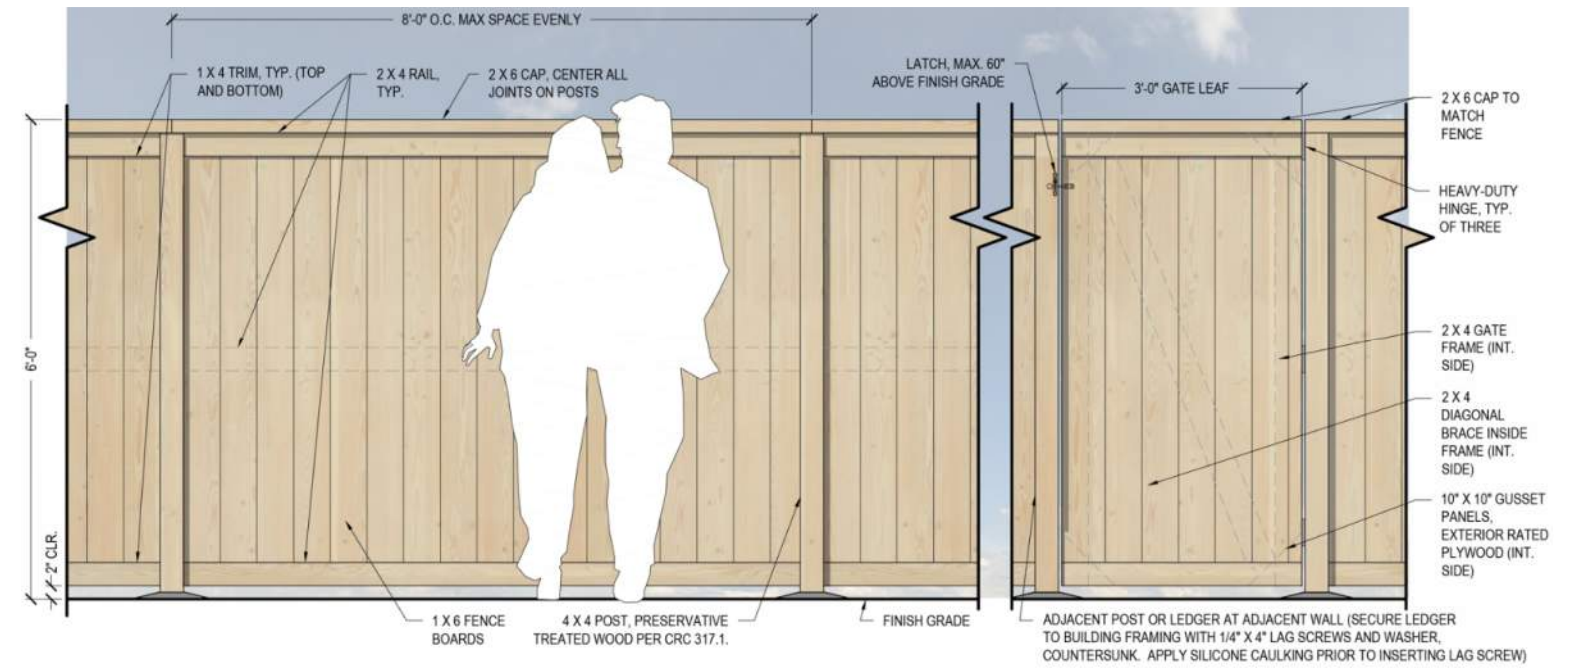 8'-0" O.C. MAX SPACE EVENLY
1 X 4 TRIM, TYP. (TOP
AND BOTTOM)
2 X 4 RAIL,
TYP.
2 X 6 CAP, CENTER ALL
JOINTS ON POSTS
LATCH, MAX. 60"
ABOVE FINISH GRADE
3'-0" GATE LEAF
2 X 6 CAP TO
MATCH
FENCE
HEAVY-DUTY
HINGE, TYP.
OF THREE
6'-0"
2 X 4 GATE
FRAME (INT.
SIDE)
2 X 4
DIAGONAL
BRACE INSIDE
FRAME (INT.
SIDE)
10" X 10" GUSSET
PANELS,
EXTERIOR RATED
PLYWOOD (INT.
SIDE)
2" CLR.
1 X 6 FENCE
BOARDS
4 X 4 POST, PRESERVATIVE
TREATED WOOD PER CRC 317.1.
FINISH GRADE
ADJACENT POST OR LEDGER AT ADJACENT WALL (SECURE LEDGER
TO BUILDING FRAMING WITH 1/4" X 4" LAG SCREWS AND WASHER,
COUNTERSUNK. APPLY SILICONE CAULKING PRIOR TO INSERTING LAG SCREW)